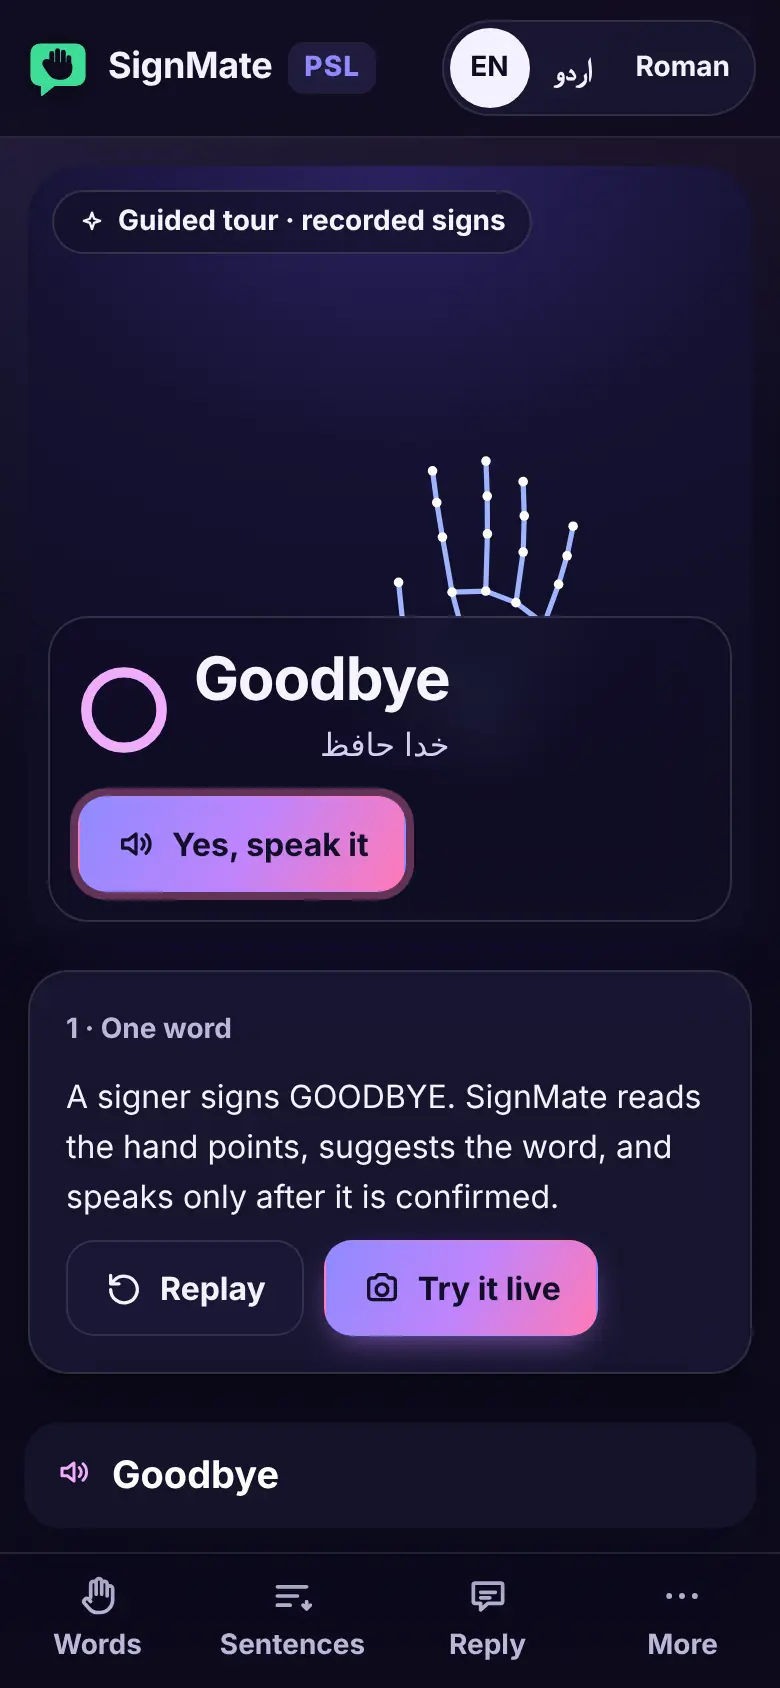 SignMate PSL EN اردو Roman
Guided tour · recorded signs
Goodbye
خدا حافظ
Yes, speak it
1 · One word
A signer signs GOODBYE. SignMate reads
the hand points, suggests the word, and
speaks only after it is confirmed.
Replay Try it live
Goodbye
Words Sentences Reply More